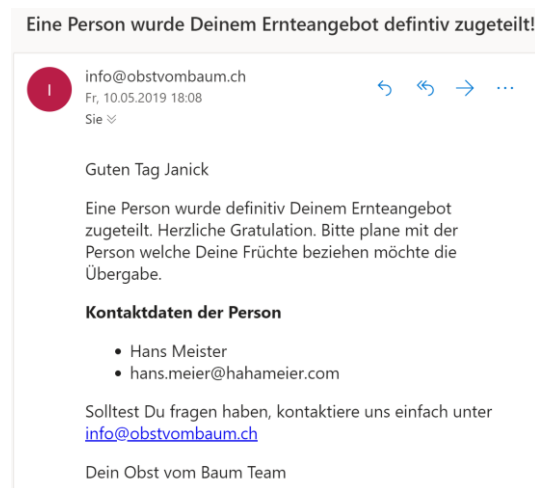 Eine Person wurde Deinem Ernteangebot defintiv zugeteilt!
I
info@obstvombaum.ch
Fr, 10.05.2019 18:08
Sie
Guten Tag Janick
Eine Person wurde definitiv Deinem Ernteangebot
zugeteilt. Herzliche Gratulation. Bitte plane mit der
Person welche Deine Früchte beziehen möchte die
Übergabe.
Kontaktdaten der Person
• Hans Meister
• hans.meier@hahameier.com
Solltest Du fragen haben, kontaktiere uns einfach unter
info@obstvombaum.ch
Dein Obst vom Baum Team